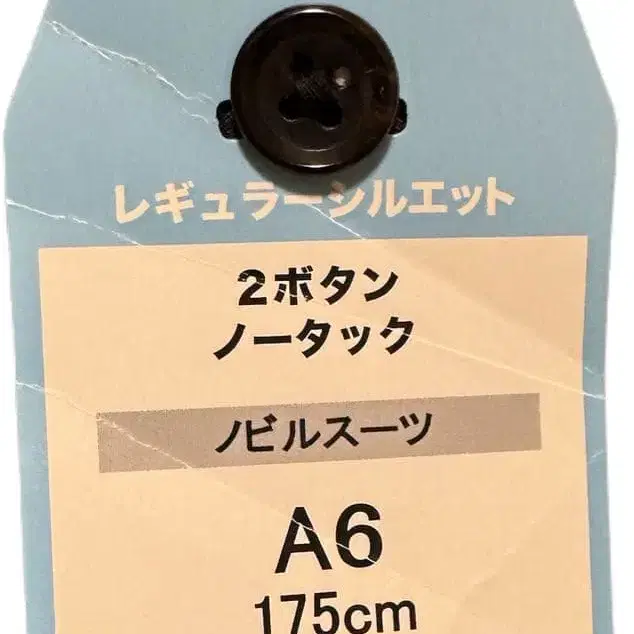 レギュラーシルエット
2ボタン
ノータック
ノビルスーツ
A6
175cm